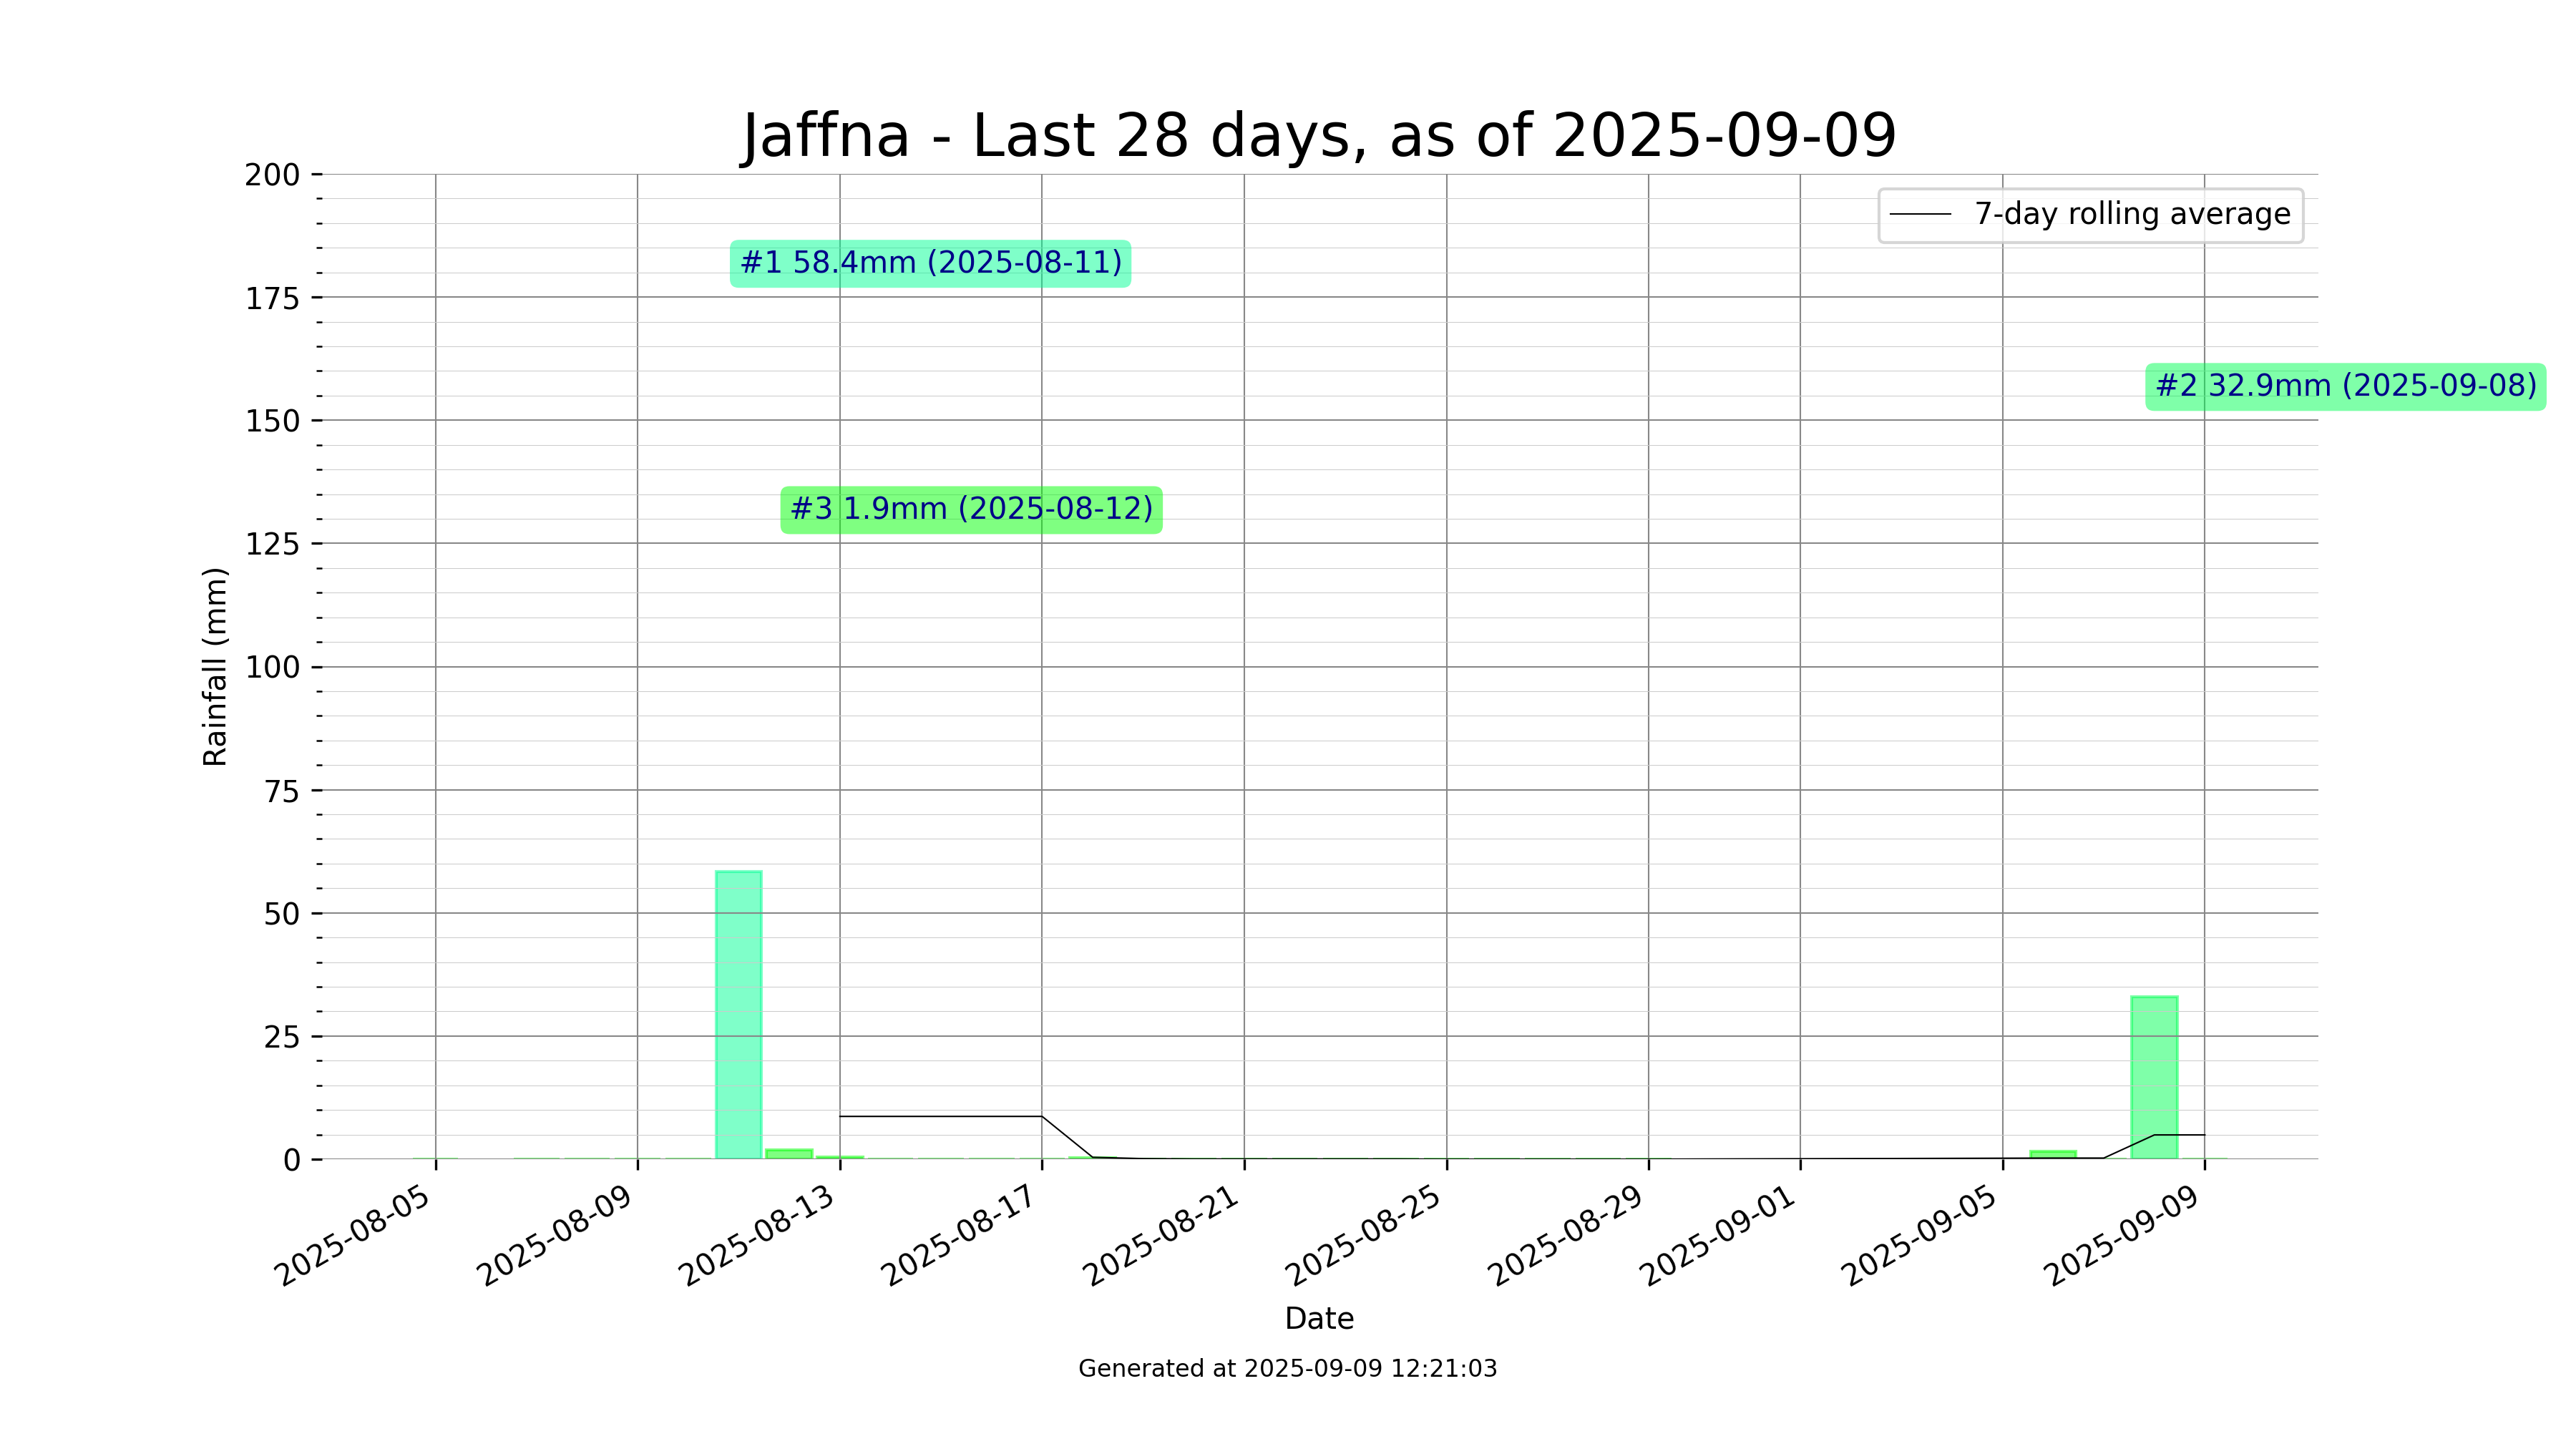 Jaffna - Last 28 days, as of 2025-09-09
7-day rolling average
#1 58.4mm (2025-08-11)
#2 32.9mm (2025-09-08)
#3 1.9mm (2025-08-12)
Rainfall (mm)
200
175
150
125
100
75
50
25
0
2025-08-05
2025-08-09
2025-08-13
2025-08-17
2025-08-21
2025-08-25
2025-08-29
2025-09-01
2025-09-05
2025-09-09
Date
Generated at 2025-09-09 12:21:03